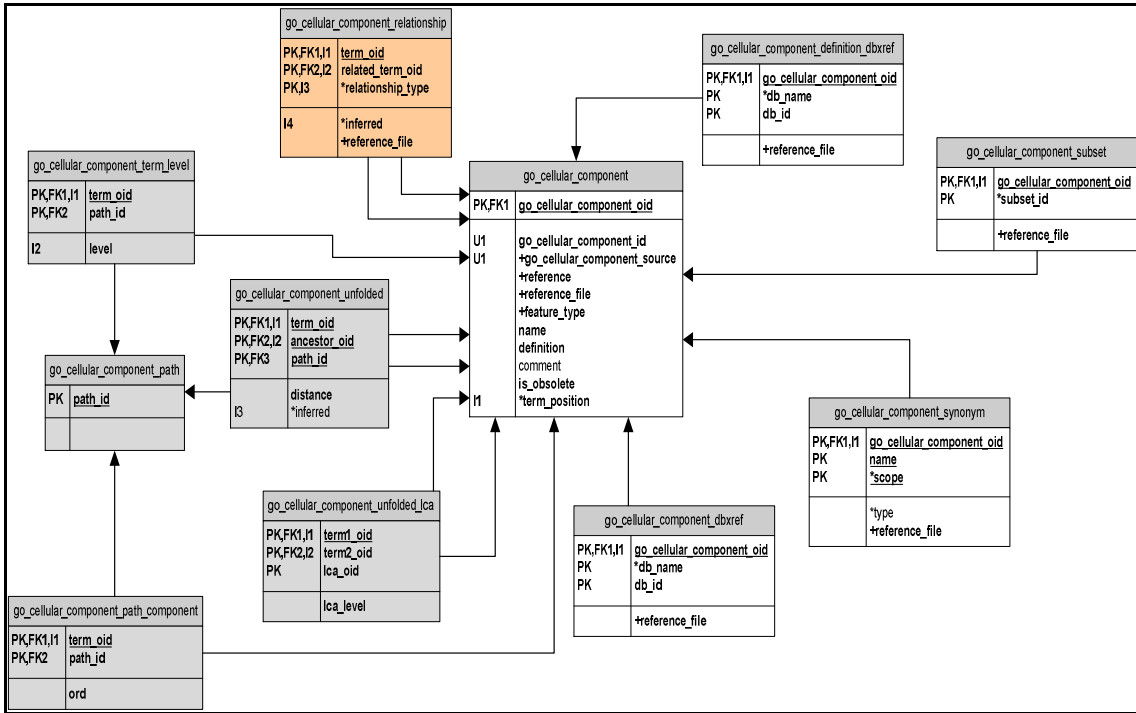 go_cellular_component_relationship
PK,FK1,I1 term_oid
PK,FK2,I2 related_term_oid
PK,I3 *relationship_type
I4 *inferred
+reference_file
go_cellular_component_definition_dbxref
PK,FK1,I1 go_cellular_component_oid
PK *db_name
PK db_id
+reference_file
go_cellular_component_subset
PK,FK1,I1 go_cellular_component_oid
PK *subset_id
+reference_file
go_cellular_component_term_level
PK,FK1,I1 term_oid
PK,FK2 path_id
I2 level
go_cellular_component
PK,FK1 go_cellular_component_oid
U1 go_cellular_component_id
U1 +go_cellular_component_source
+reference
+reference_file
+feature_type
name
definition
comment
is_obsolete
I1 *term_position
go_cellular_component_unfolded
PK,FK1,I1 term_oid
PK,FK2,I2 ancestor_oid
PK,FK3 path_id
distance
I3 *inferred
go_cellular_component_path
PK path_id
go_cellular_component_synonym
PK,FK1,I1 go_cellular_component_oid
PK name
PK *scope
*type
+reference_file
go_cellular_component_unfolded_lca
PK,FK1,I1 term1_oid
PK,FK2,I2 term2_oid
PK lca_oid
lca_level
go_cellular_component_dbxref
PK,FK1,I1 go_cellular_component_oid
PK *db_name
PK db_id
+reference_file
go_cellular_component_path_component
PK,FK1,I1 term_oid
PK,FK2 path_id
ord